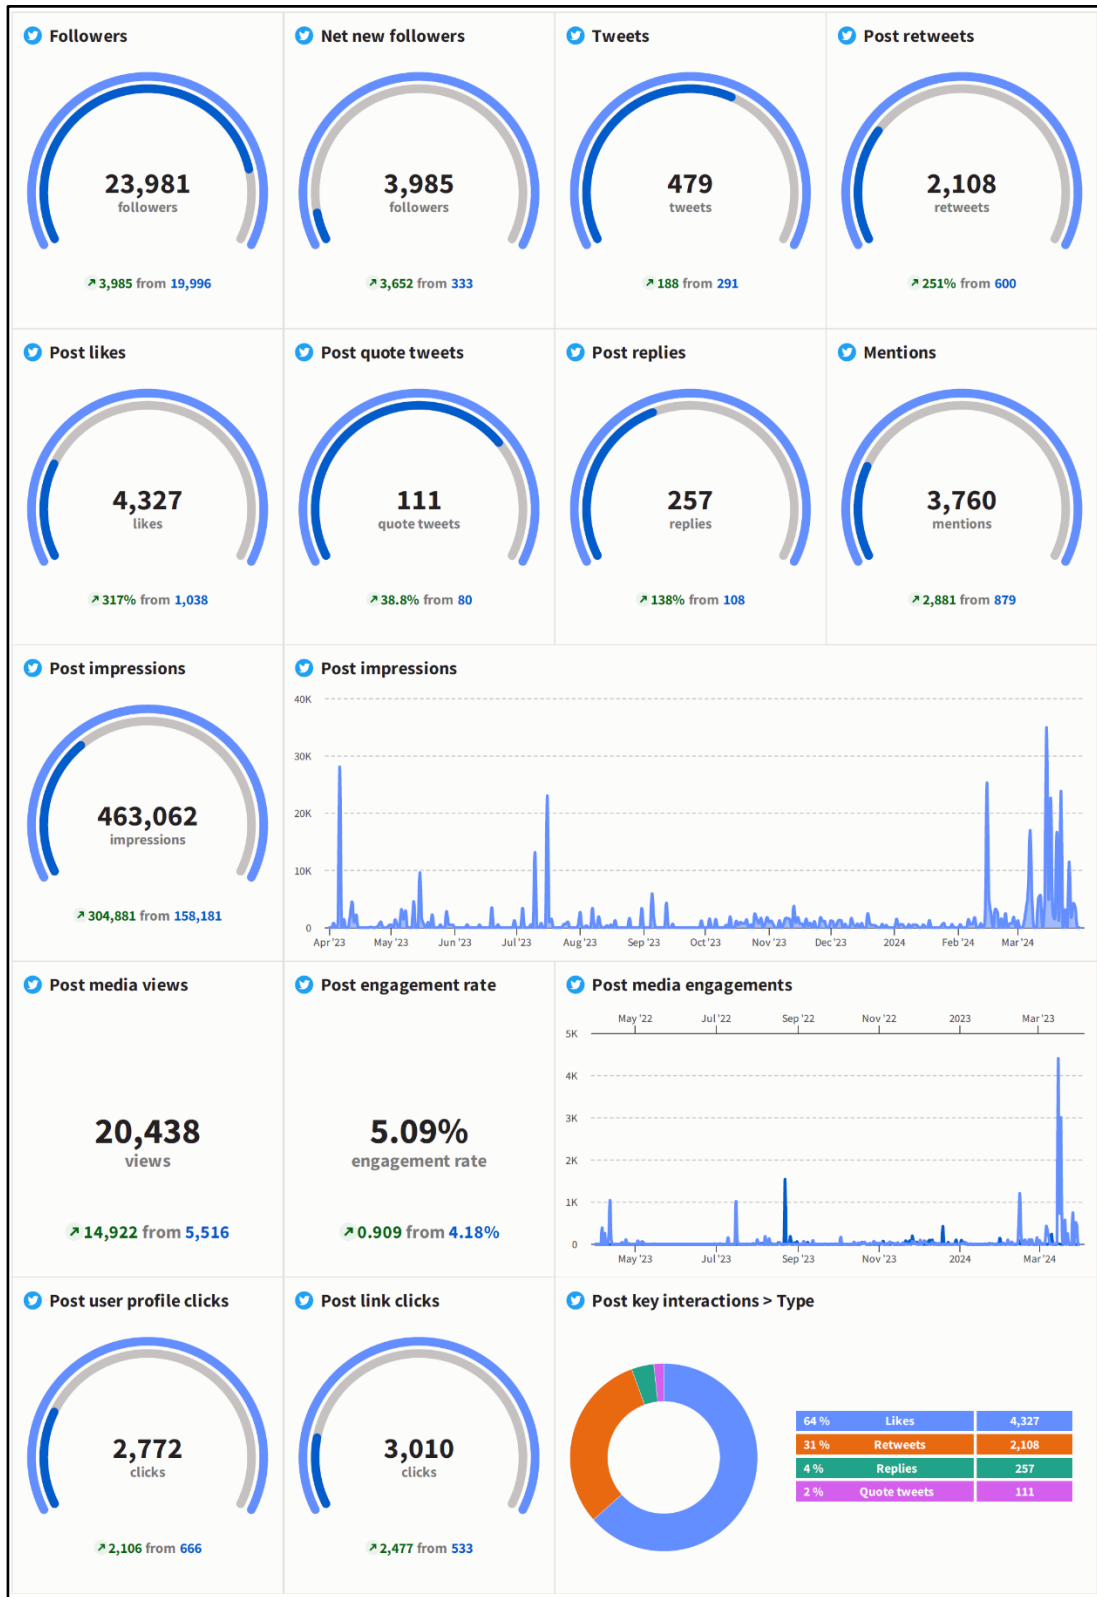 Followers
23,981
followers
↗ 3,985 from 19,996
Net new followers
3,985
followers
↗ 3,652 from 333
Tweets
479
tweets
↗ 188 from 291
Post retweets
2,108
retweets
↗ 251% from 600
Post likes
4,327
likes
↗ 317% from 1,038
Post quote tweets
111
quote tweets
↗ 38.8% from 80
Post replies
257
replies
↗ 138% from 108
Mentions
3,760
mentions
↗ 2,881 from 879
Post impressions
463,062
impressions
↗ 304,881 from 158,181
Post impressions
40K
30K
20K
10K
0
Apr '23 May '23 Jun '23 Jul '23 Aug '23 Sep '23 Oct '23 Nov '23 Dec '23 2024 Feb '24 Mar '24
Post media views
20,438
views
↗ 14,922 from 5,516
Post engagement rate
5.09%
engagement rate
↗ 0.909 from 4.18%
Post media engagements
May '22 Jul '22 Sep '22 Nov '22 2023 Mar '23
5K
4K
3K
2K
1K
0
May '23 Jul '23 Sep '23 Nov '23 2024 Mar '24
Post user profile clicks
2,772
clicks
↗ 2,106 from 666
Post link clicks
3,010
clicks
↗ 2,477 from 533
Post key interactions > Type
64 % Likes 4,327
31 % Retweets 2,108
4 % Replies 257
2 % Quote tweets 111